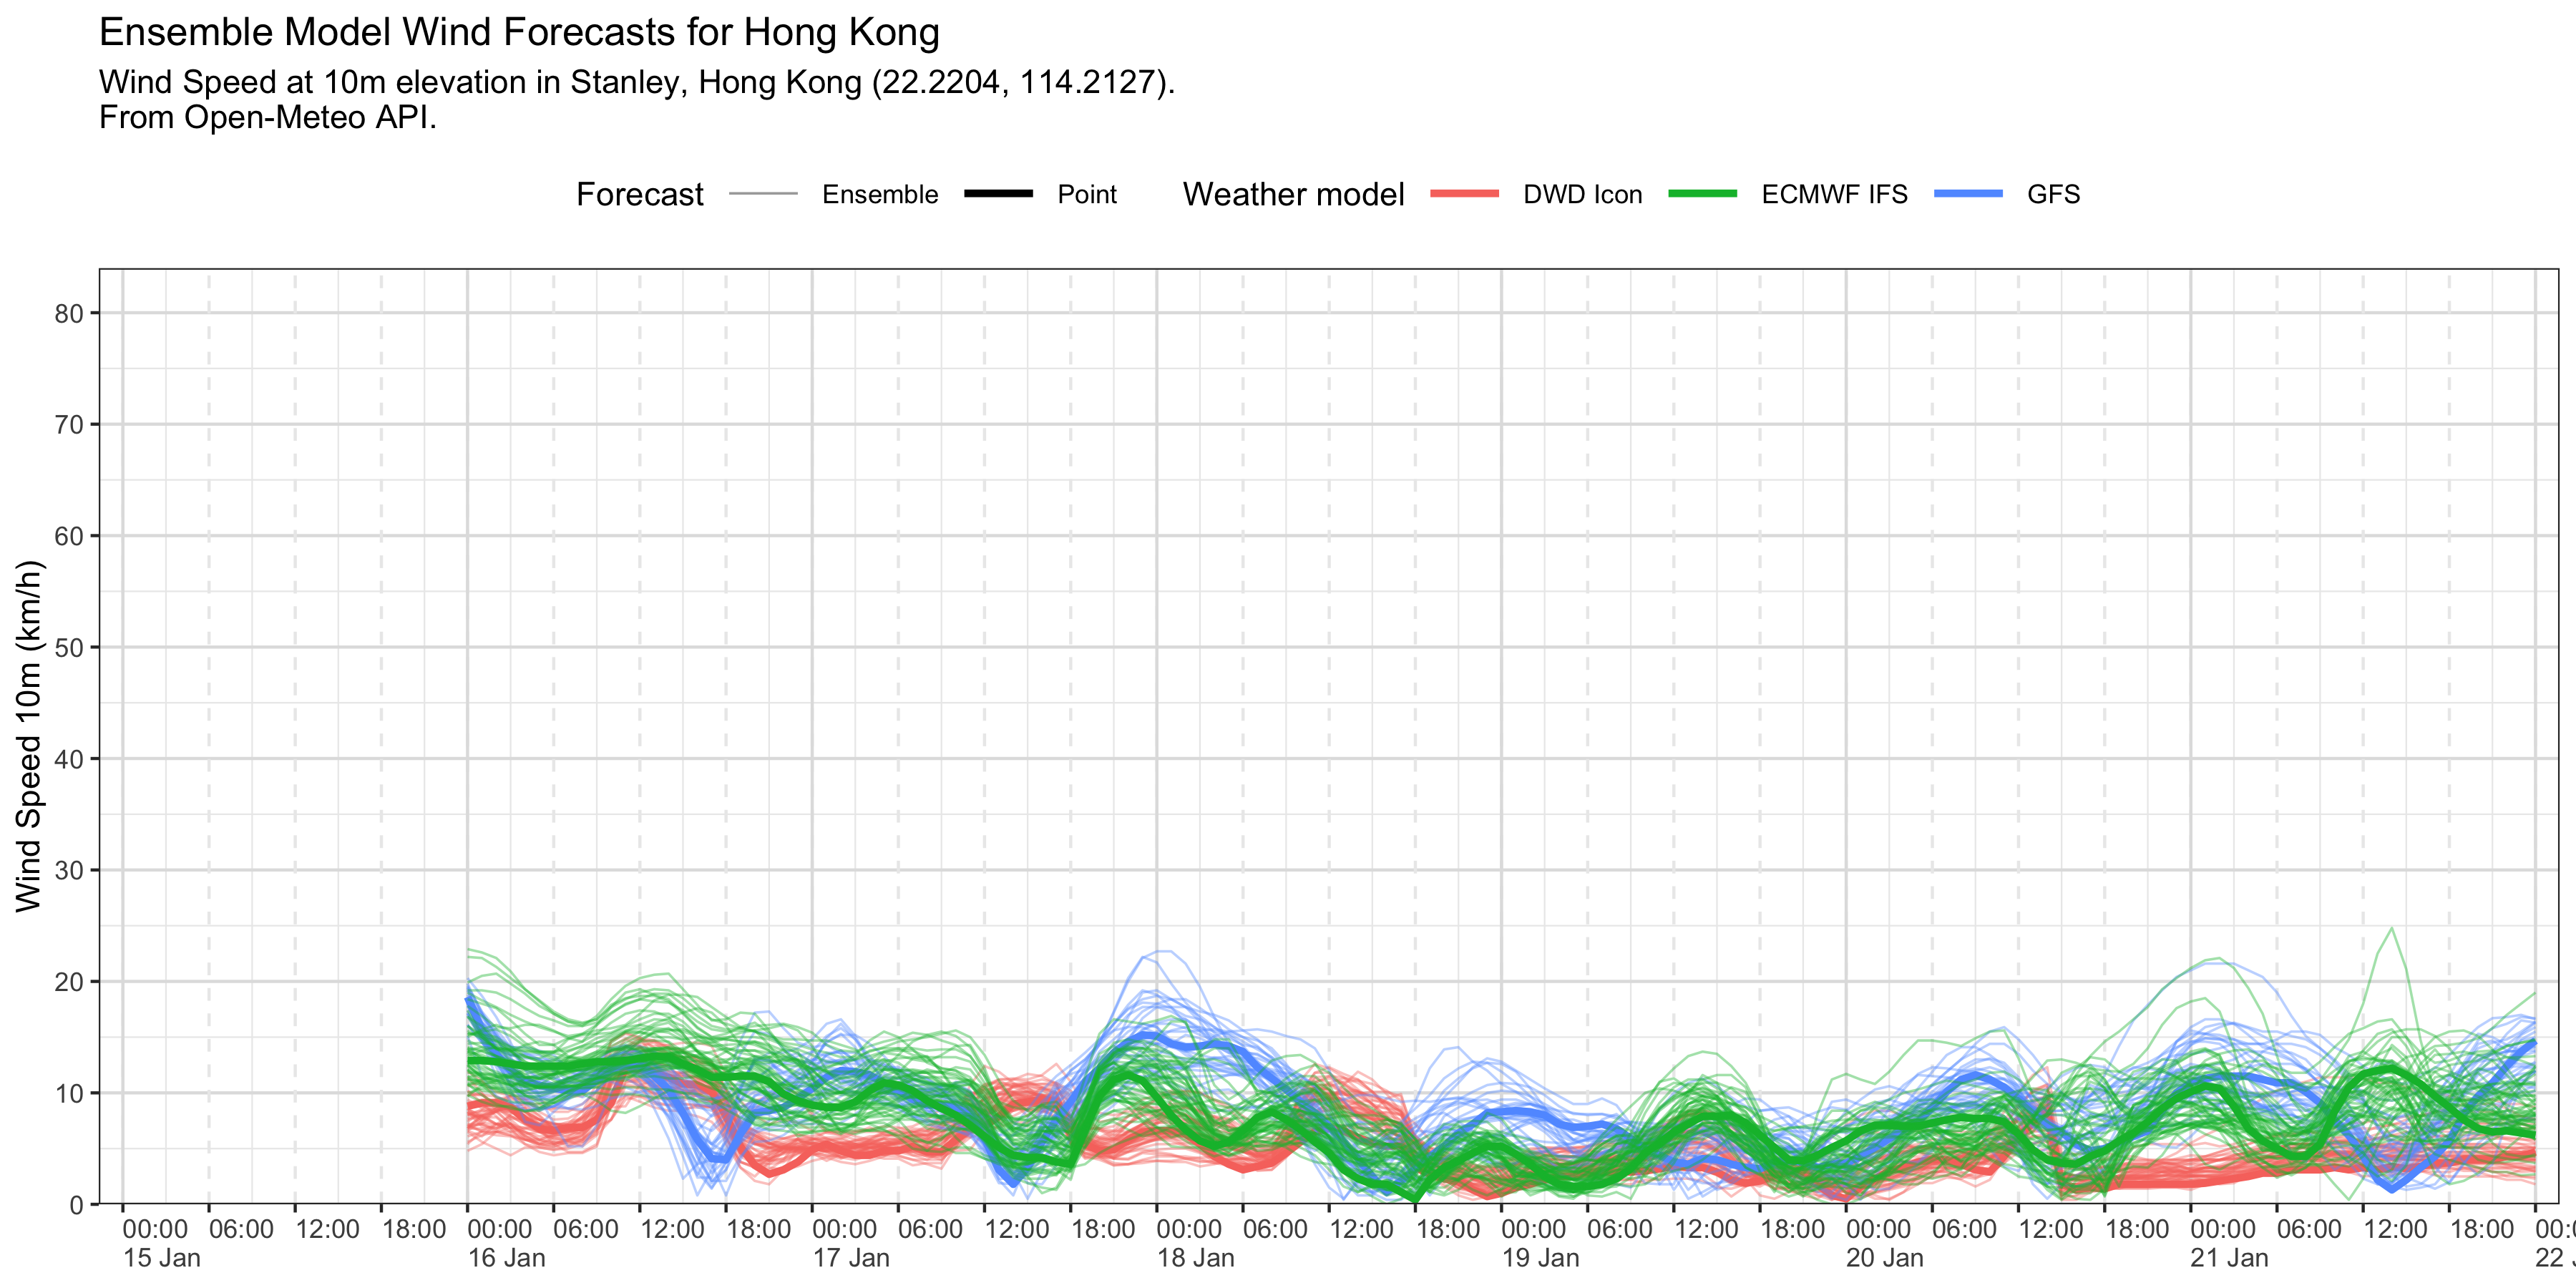 Ensemble Model Wind Forecasts for Hong Kong
Wind Speed at 10m elevation in Stanley, Hong Kong (22.2204, 114.2127).
From Open-Meteo API.
Forecast Ensemble Point Weather model DWD Icon ECMWF IFS GFS
Wind Speed 10m (km/h)
80
70
60
50
40
30
20
10
0
00:00 06:00 12:00 18:00 00:00 06:00 12:00 18:00 00:00 06:00 12:00 18:00 00:00 06:00 12:00 18:00 00:00 06:00 12:00 18:00 00:00 06:00 12:00 18:00 00:00 06:00 12:00 18:00
15 Jan 16 Jan 17 Jan 18 Jan 19 Jan 20 Jan 21 Jan 22